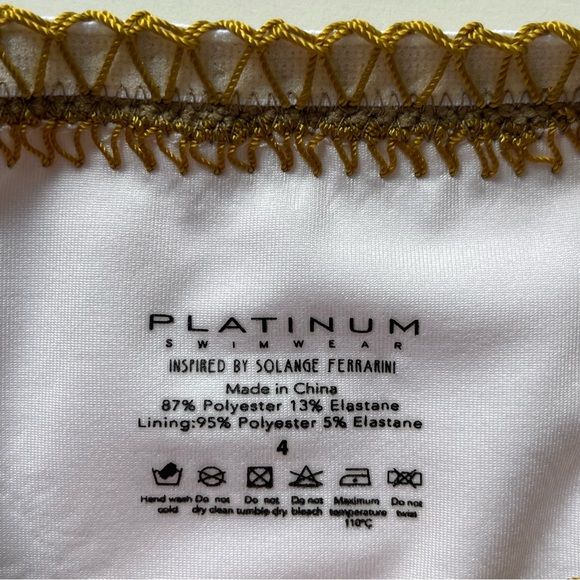 PLATINUM
SWIMWEAR
INSPIRED BY SOLANGE FERRARINI
Made in China
87% Polyester 13% Elastane
Lining:95% Polyester 5% Elastane
4
Hand wash cold
Do not dry clean
Do not tumble dry
Do not bleach
Maximum temperature 110°C
Do not twist